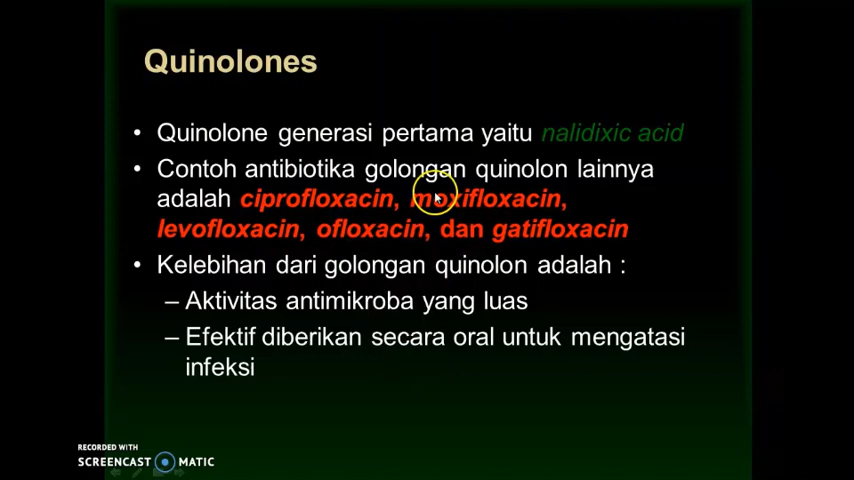 Quinolones
• Quinolone generasi pertama yaitu nalidixic acid
• Contoh antibiotika golongan quinolon lainnya
adalah ciprofloxacin, moxifloxacin,
levofloxacin, ofloxacin, dan gatifloxacin
• Kelebihan dari golongan quinolon adalah :
– Aktivitas antimikroba yang luas
– Efektif diberikan secara oral untuk mengatasi
infeksi
RECORDED WITH
SCREENCAST MATIC